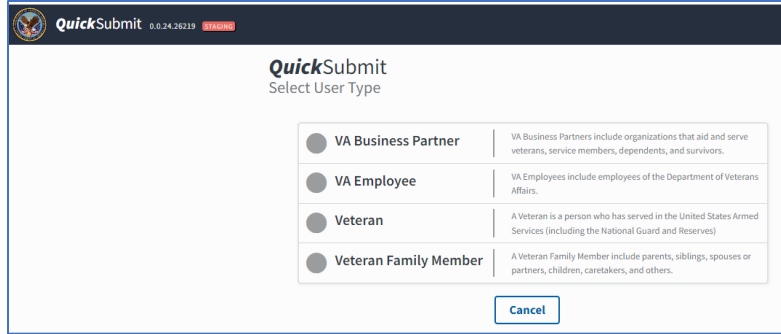 QuickSubmit 0.0.24.26219 STAGING
QuickSubmit
Select User Type
VA Business Partner
VA Business Partners include organizations that aid and serve
veterans, service members, dependents, and survivors.
VA Employee
VA Employees include employees of the Department of Veterans
Affairs.
Veteran
A Veteran is a person who has served in the United States Armed
Services (including the National Guard and Reserves)
Veteran Family Member
A Veteran Family Member include parents, siblings, spouses or
partners, children, caretakers, and others.
Cancel